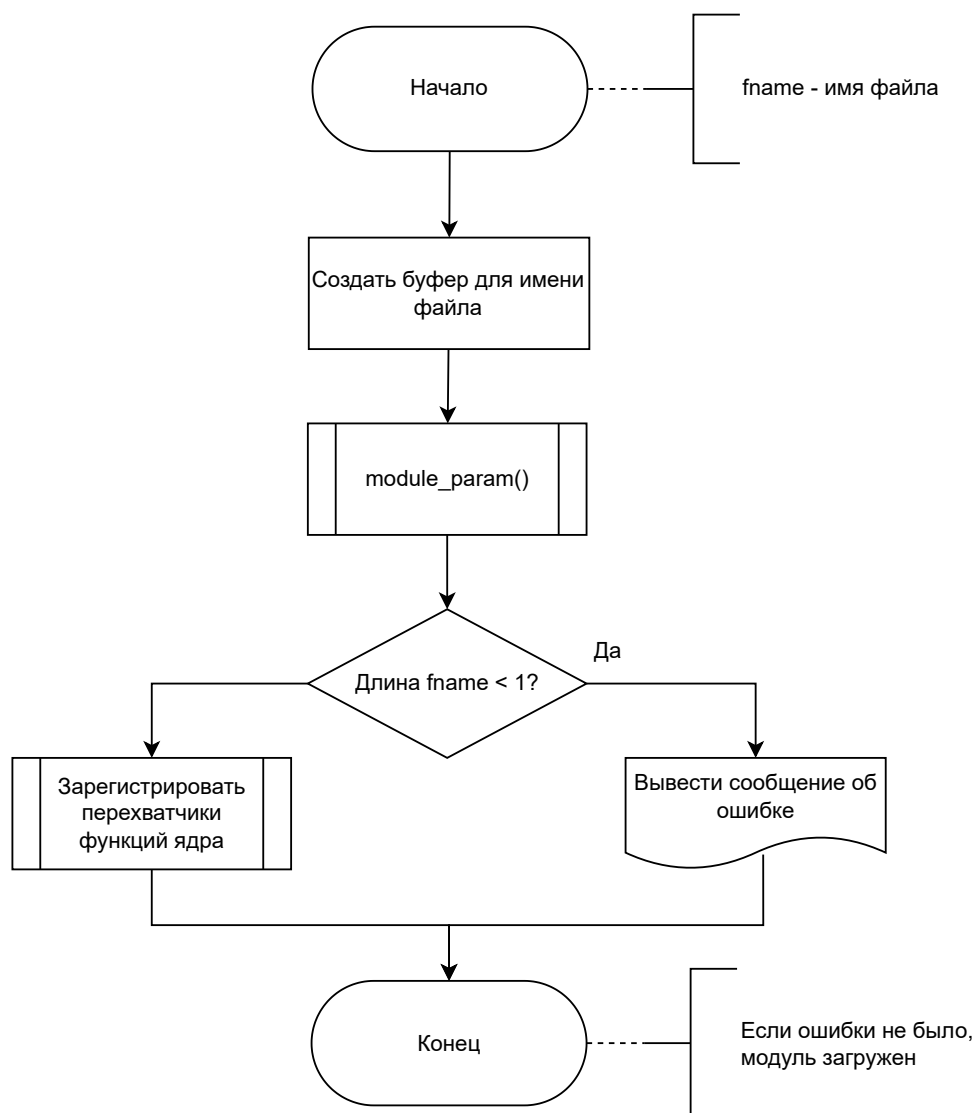 Начало
fname - имя файла
Создать буфер для имени
файла
module_param()
Да
Длина fname < 1?
Зарегистрировать
перехватчики
функций ядра
Вывести сообщение об
ошибке
Конец
Если ошибки не было,
модуль загружен